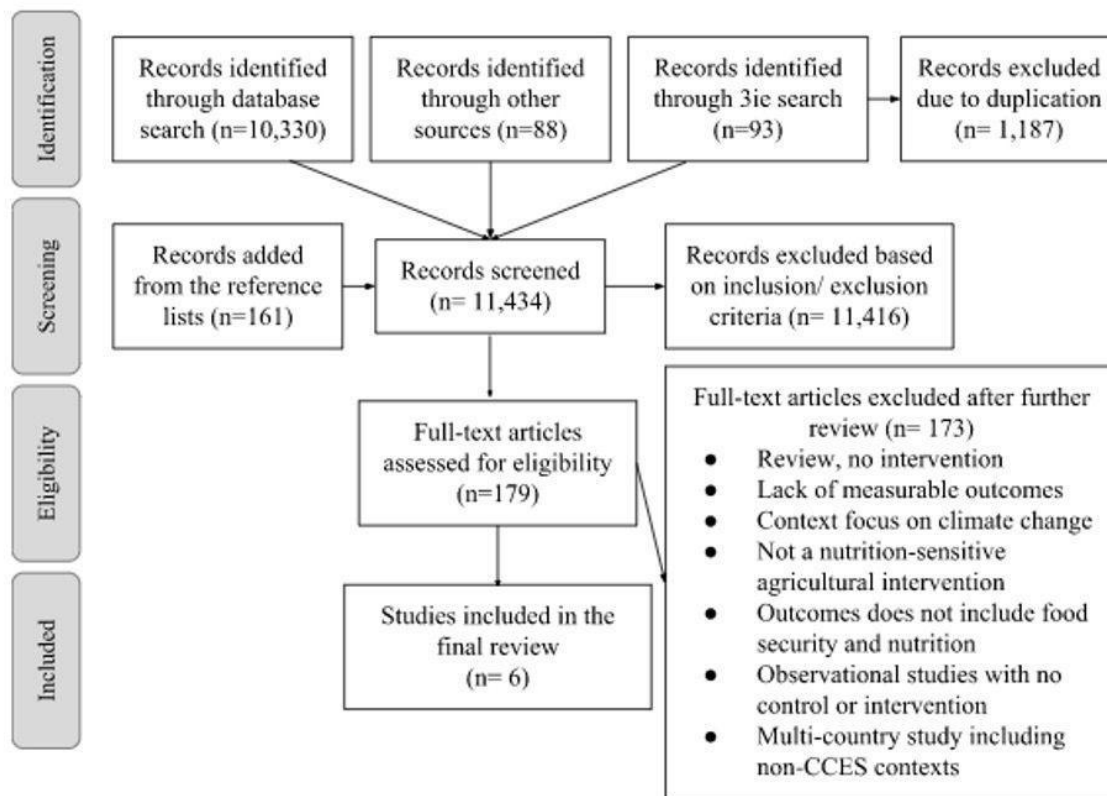 Identification
Records identified
through database
search (n=10,330)
Records identified
through other
sources (n=88)
Records identified
through 3ie search
(n=93)
Records excluded
due to duplication
(n= 1,187)
Screening
Records added
from the reference
lists (n=161)
Records screened
(n= 11,434)
Records excluded based
on inclusion/ exclusion
criteria (n= 11,416)
Eligibility
Full-text articles
assessed for eligibility
(n=179)
Full-text articles excluded after further
review (n= 173)
● Review, no intervention
● Lack of measurable outcomes
● Context focus on climate change
● Not a nutrition-sensitive
agricultural intervention
● Outcomes does not include food
security and nutrition
● Observational studies with no
control or intervention
● Multi-country study including
non-CCES contexts
Included
Studies included in the
final review
(n= 6)